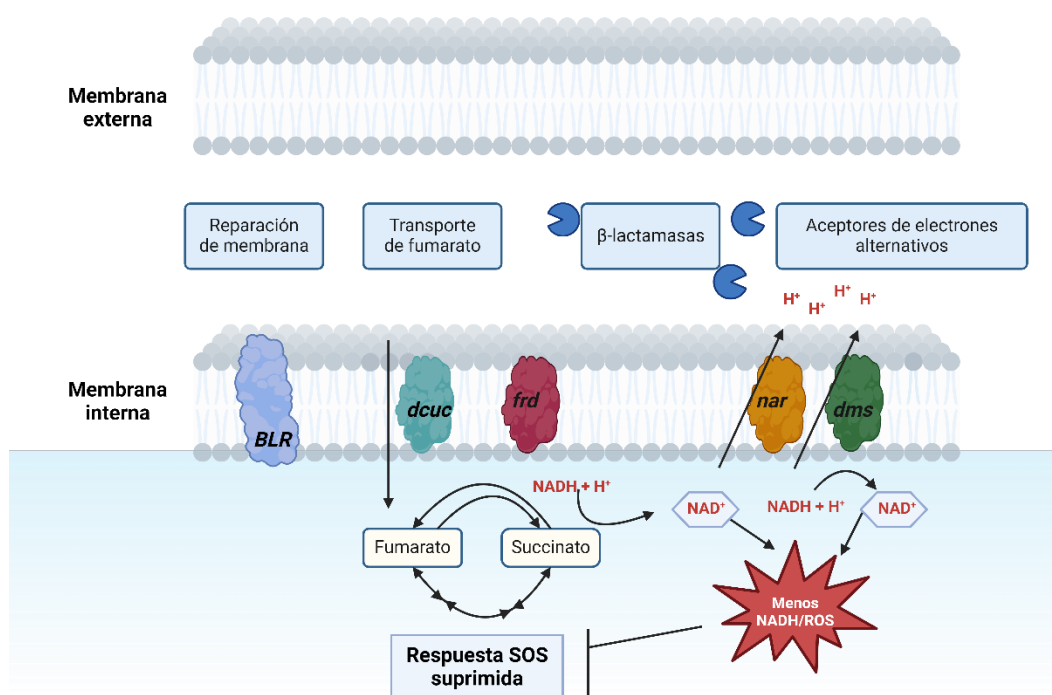 Membrana
externa
Reparación
de membrana
Transporte
de fumarato
β-lactamasas
Aceptores de electrones
alternativos
H⁺
H⁺
H⁺
H⁺
Membrana
interna
BLR
dcuc
frd
nar
dms
NADH + H⁺
NAD⁺
NADH + H⁺
NAD⁺
Fumarato
Succinato
Menos
NADH/ROS
Respuesta SOS
suprimida